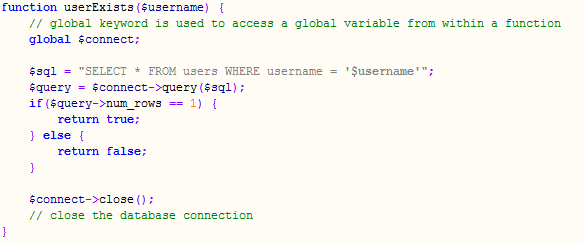 function userExists($username) {
    // global keyword is used to access a global variable from within a function
    global $connect;

    $sql = "SELECT * FROM users WHERE username = '$username'";
    $query = $connect->query($sql);
    if($query->num_rows == 1) {
        return true;
    } else {
        return false;
    }

    $connect->close();
    // close the database connection
}